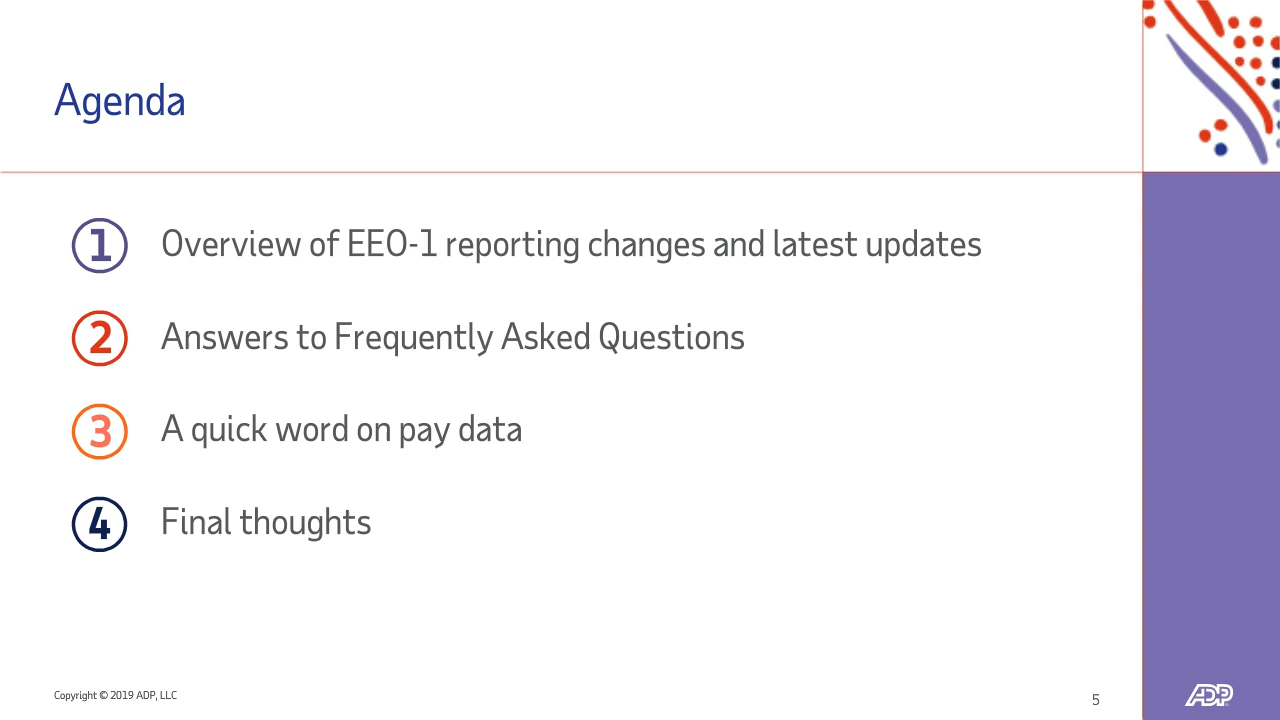 Agenda
1 Overview of EEO-1 reporting changes and latest updates
2 Answers to Frequently Asked Questions
3 A quick word on pay data
4 Final thoughts
Copyright © 2019 ADP, LLC
5
ADP